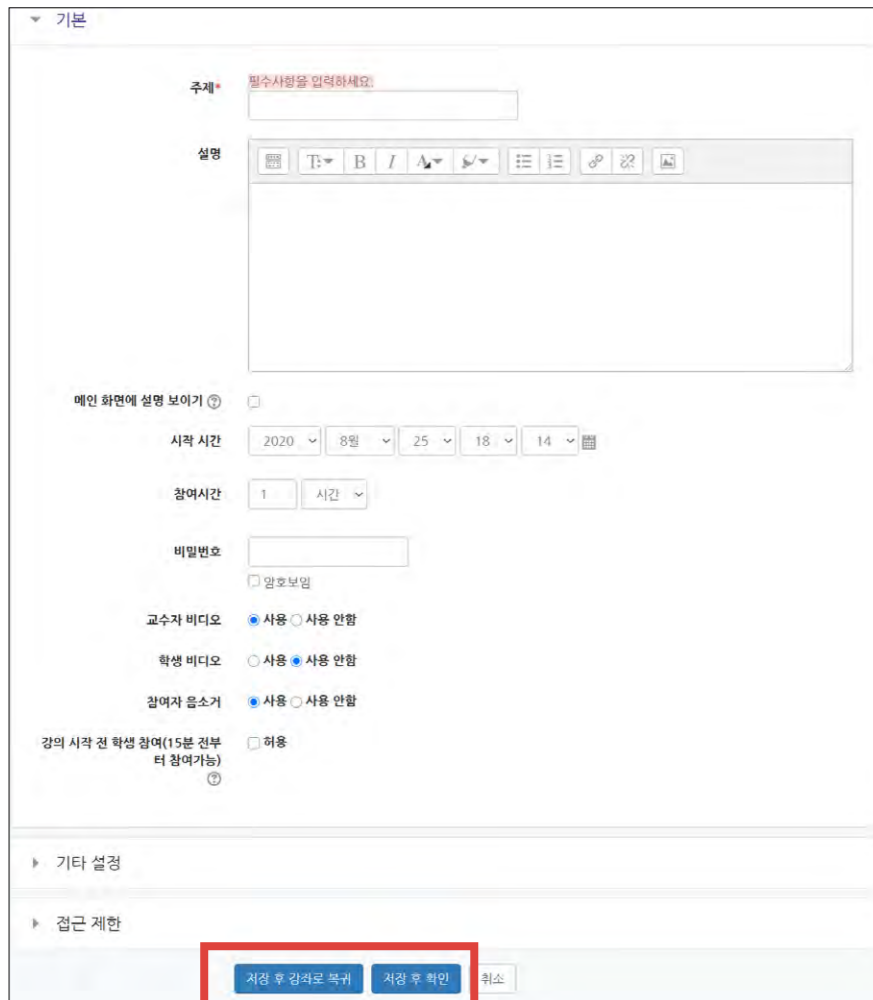 기본
필수사항을 입력하세요.
주제*
설명
메인 화면에 설명 보이기
시작 시간 2020 8월 25 18 14
참여시간 1 시간
비밀번호
암호보임
교수자 비디오 사용 사용 안함
학생 비디오 사용 사용 안함
참여자 음소거 사용 사용 안함
강의 시작 전 학생 참여(15분 전부 허용
터 참여가능)
기타 설정
접근 제한
저장 후 강좌로 복귀 저장 후 확인 취소